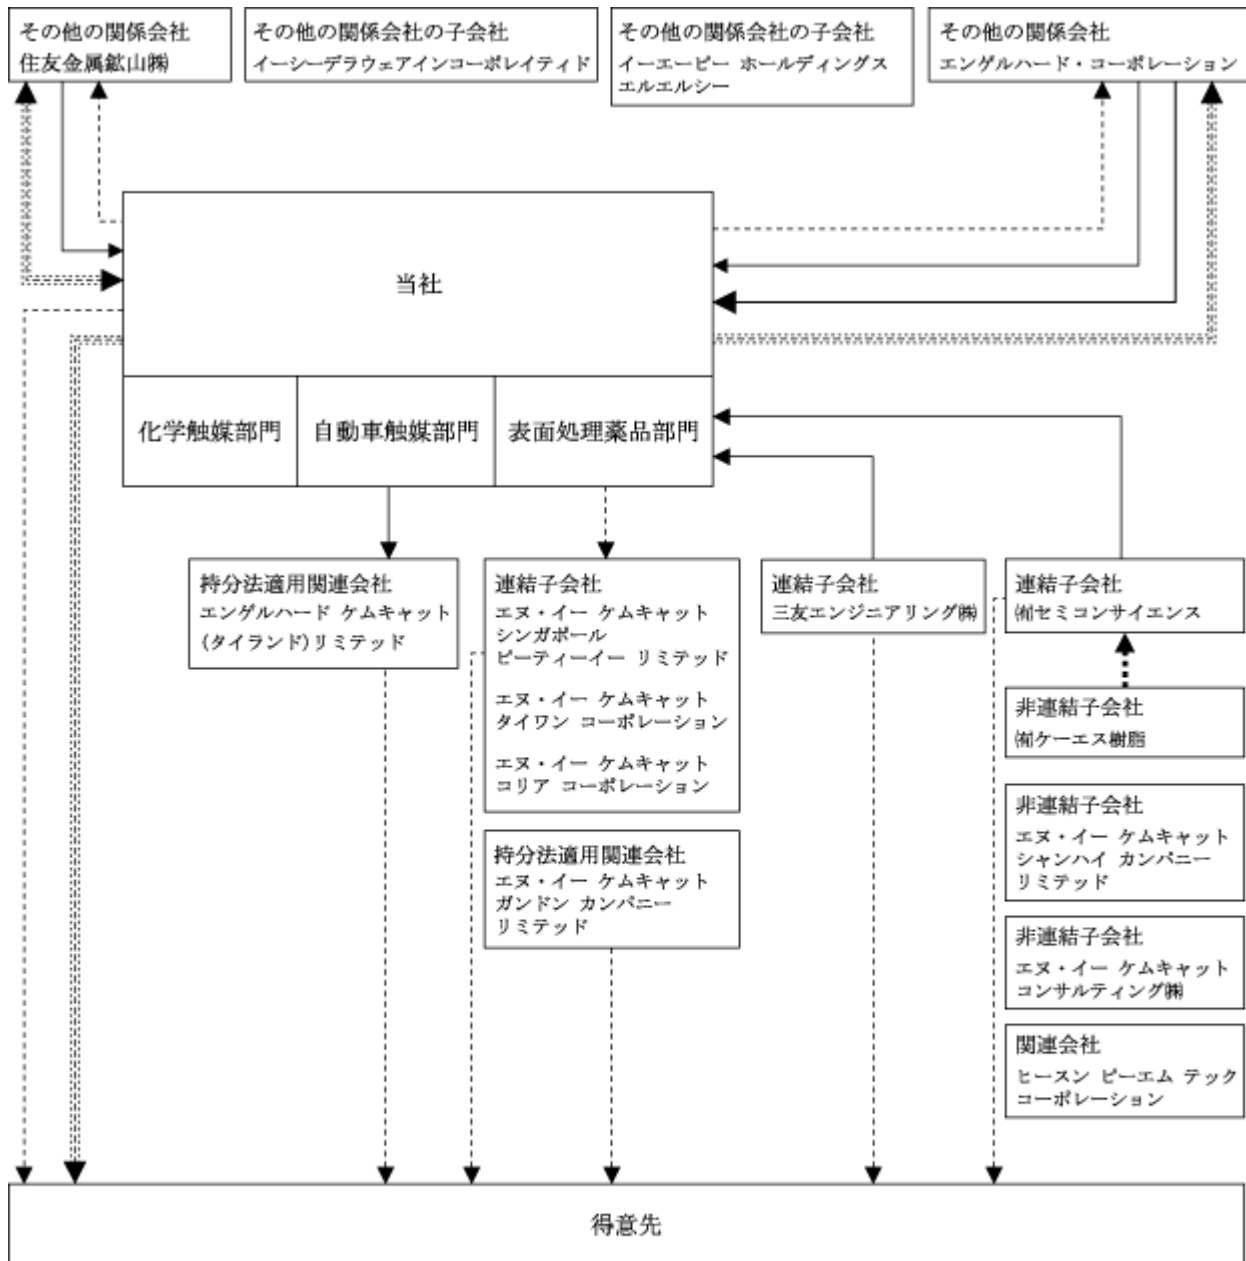 その他の関係会社
住友金属鉱山㈱
その他の関係会社の子会社
イーシーデラウェアインコーポレイティド
その他の関係会社の子会社
イーエーピー ホールディングス
エルエルシー
その他の関係会社
エンゲルハード・コーポレーション
当社
化学触媒部門
自動車触媒部門
表面処理薬品部門
持分法適用関連会社
エンゲルハード ケムキャット
(タイランド)リミテッド
連結子会社
エヌ・イー ケムキャット
シンガポール
ピーティーイー リミテッド
エヌ・イー ケムキャット
タイワン コーポレーション
エヌ・イー ケムキャット
コリア コーポレーション
持分法適用関連会社
エヌ・イー ケムキャット
ガンドン カンパニー
リミテッド
連結子会社
三友エンジニアリング㈱
連結子会社
㈲セミコンサイエンス
非連結子会社
㈲ケーエス樹脂
非連結子会社
エヌ・イー ケムキャット
シャンハイ カンパニー
リミテッド
非連結子会社
エヌ・イー ケムキャット
コンサルティング㈱
関連会社
ヒースン ピーエム テック
コーポレーション
得意先